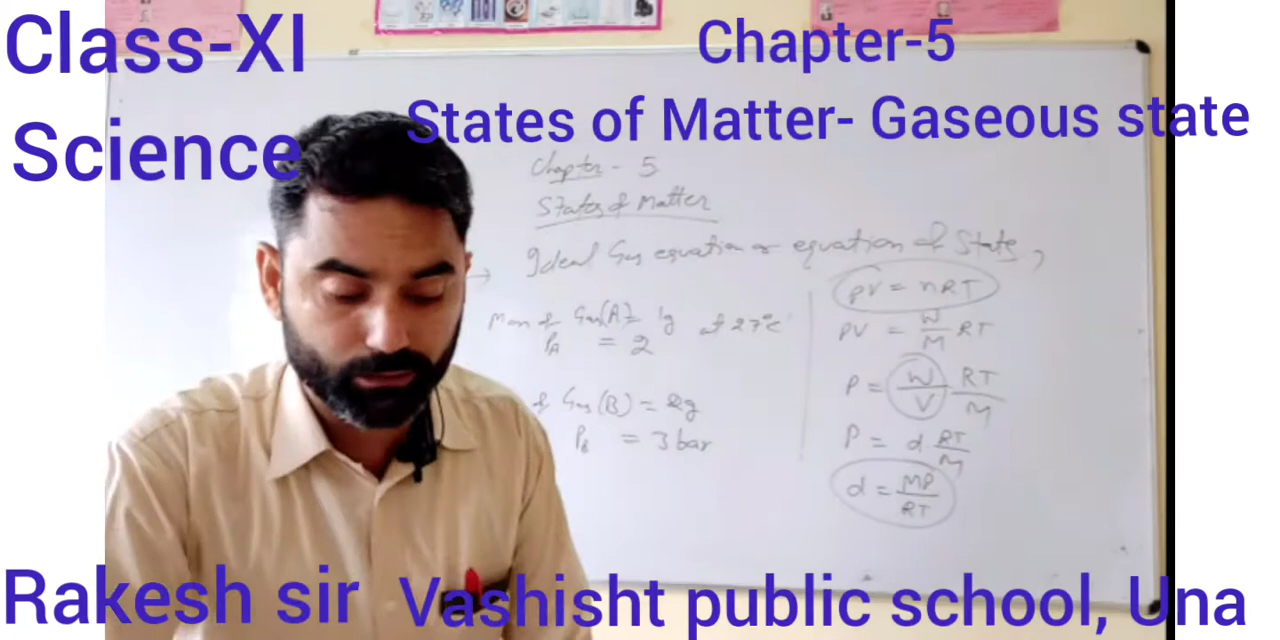 Class-XI
Science
Chapter-5
States of Matter- Gaseous state
Chapter - 5
States of Matter
→ Ideal Gas equation or equation of State,
Mass of Gas(A) = 1g at 27°C
PA = 2
of Gas (B) = 2g
PB = 3 bar
PV = nRT
PV = W/M RT
P = W/V RT/M
P = d RT/M
d = MP/RT
Rakesh sir
Vashisht public school, Una